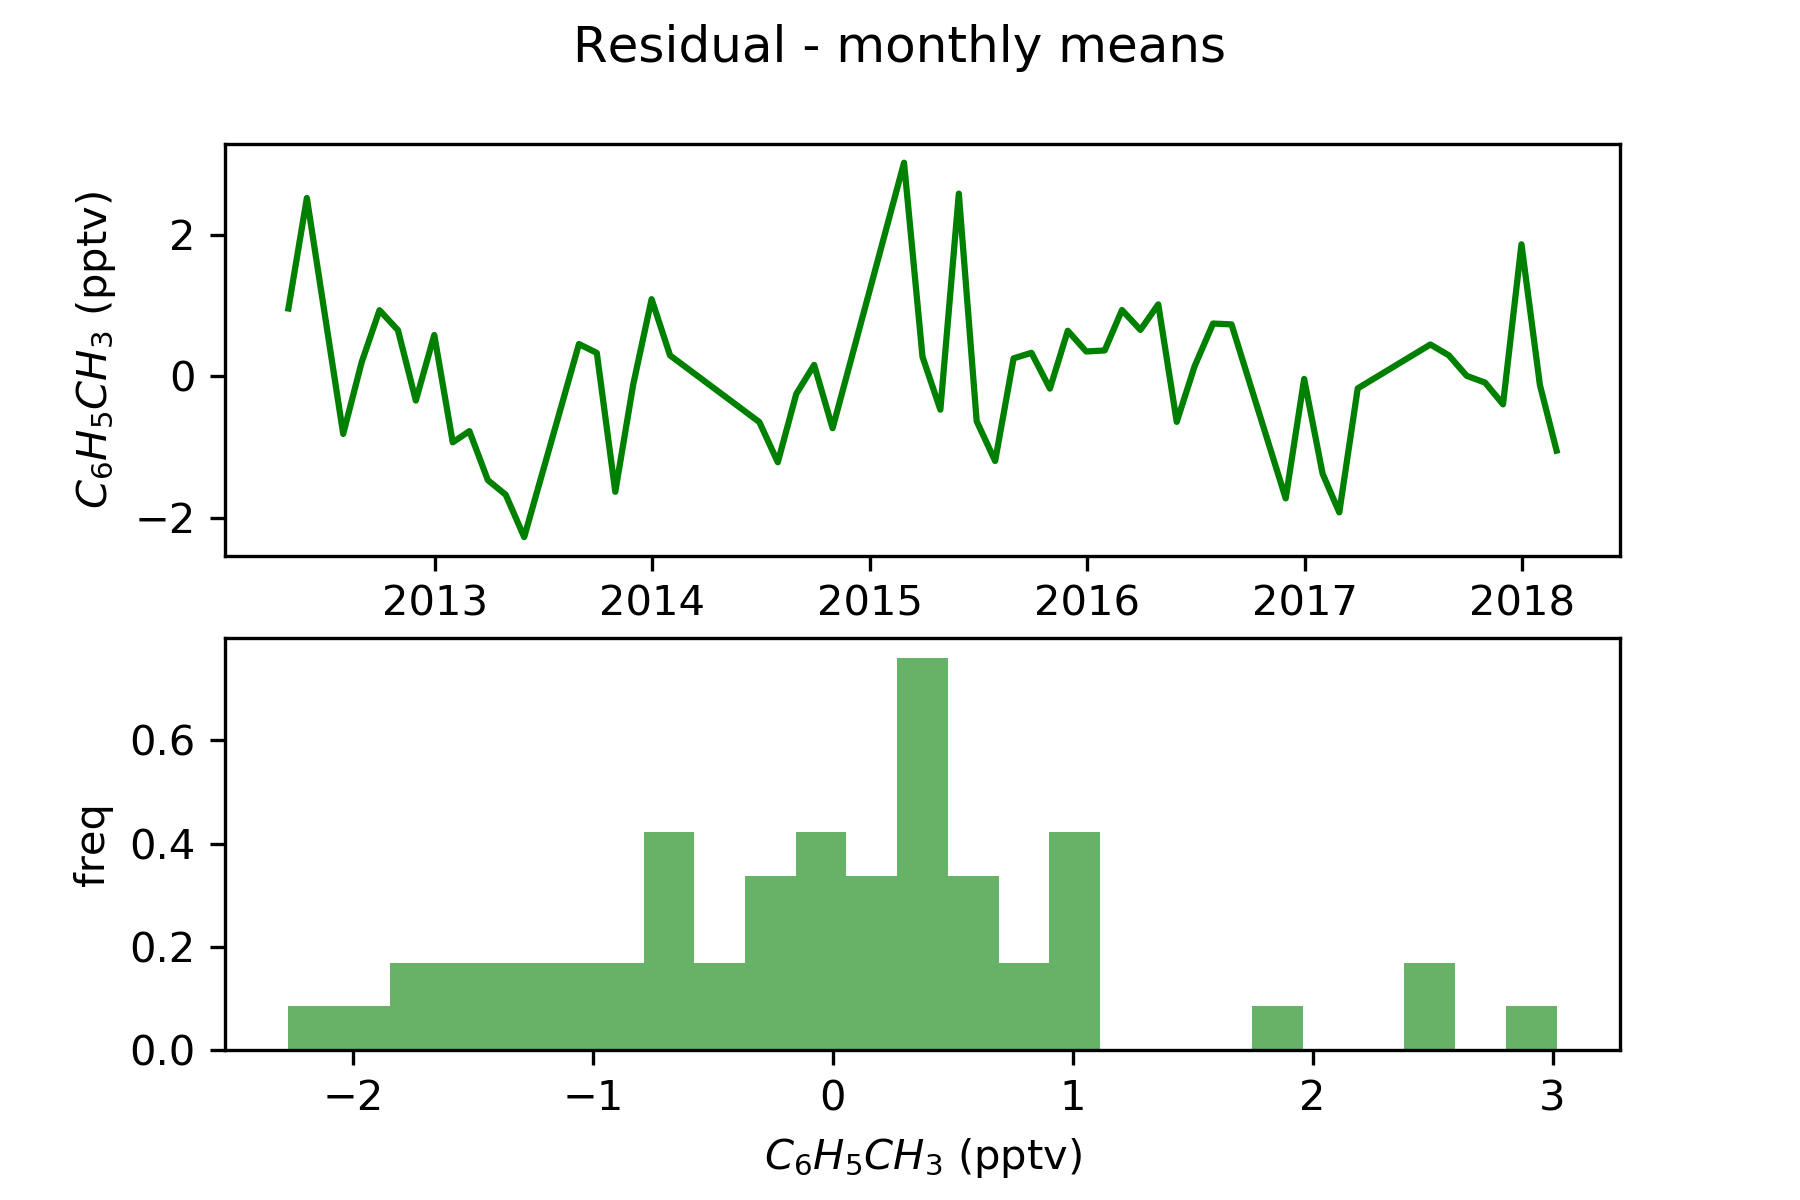 Residual - monthly means
C₆H₅CH₃ (pptv)
2
0
−2
2013 2014 2015 2016 2017 2018
freq
0.6
0.4
0.2
0.0
−2 −1 0 1 2 3
C₆H₅CH₃ (pptv)